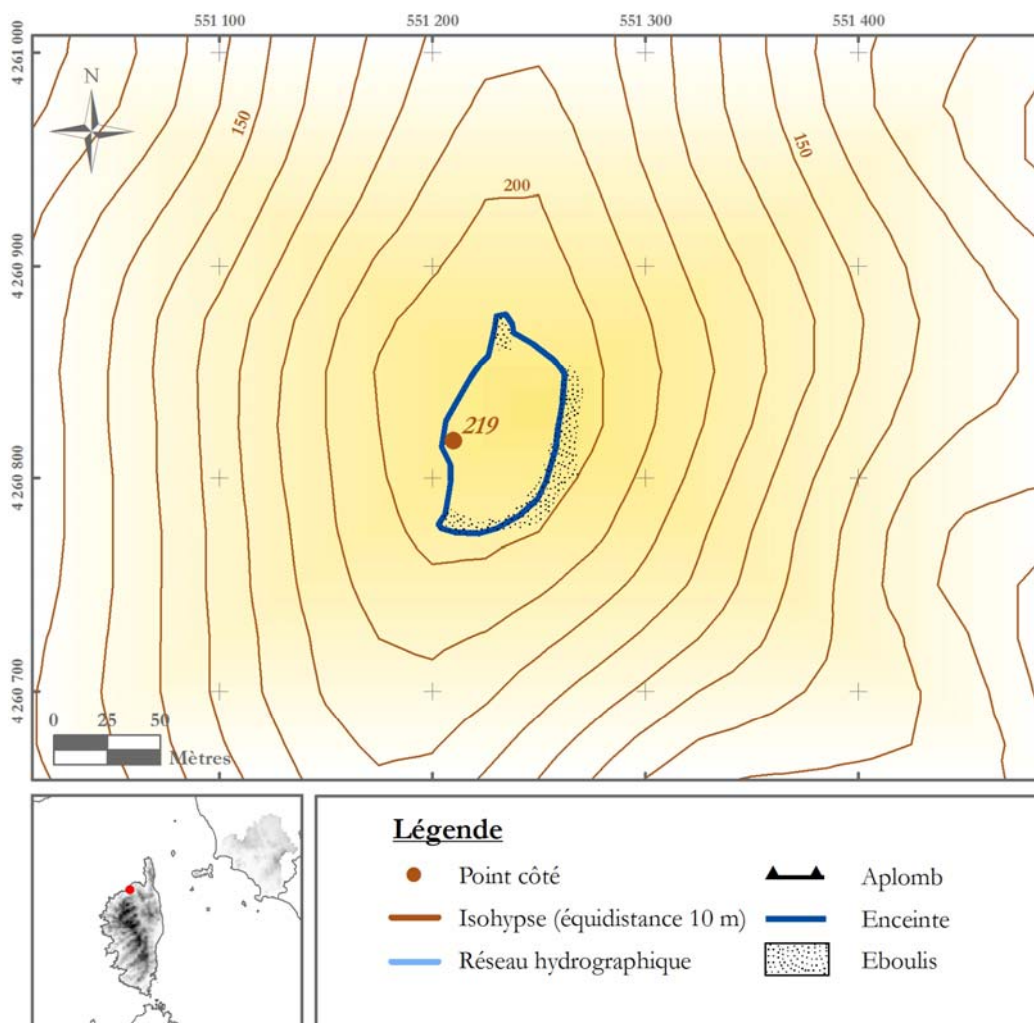 551 100
551 200
551 300
551 400
4 261 000
N
150
150
200
4 260 900
219
4 260 800
4 260 700
0 25 50
Mètres
Légende
Point côté
Aplomb
Isohypse (équidistance 10 m)
Enceinte
Réseau hydrographique
Eboulis